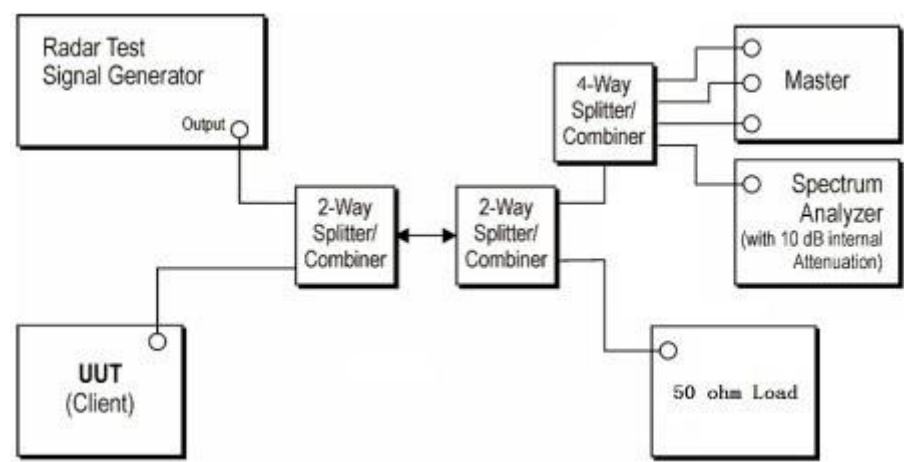 Radar Test
Signal Generator
Output
4-Way
Splitter/
Combiner
Master
2-Way
Splitter/
Combiner
2-Way
Splitter/
Combiner
Spectrum
Analyzer
(with 10 dB internal
Attenuation)
UUT
(Client)
50 ohm Load